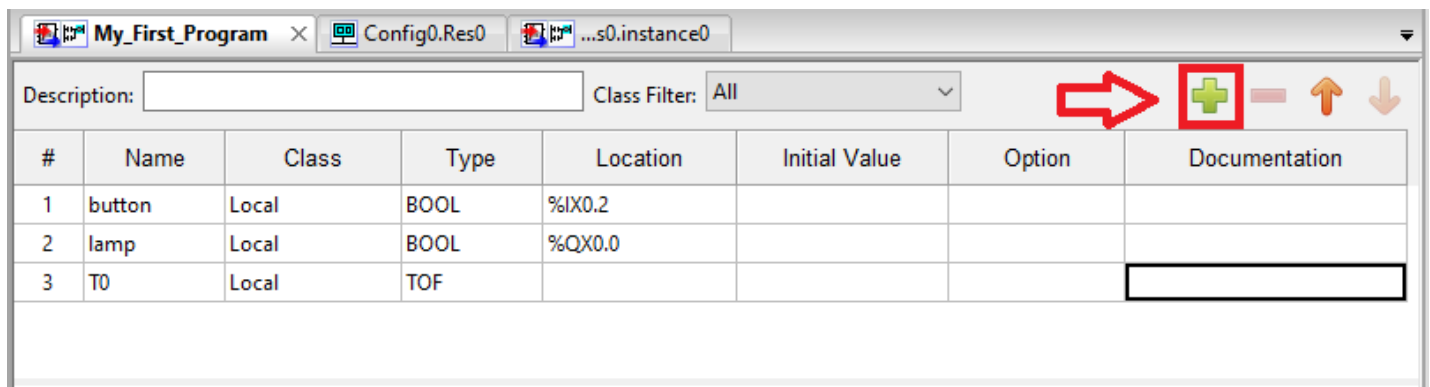 My_First_Program Config0.Res0 ...s0.instance0
Description: Class Filter: All
# Name Class Type Location Initial Value Option Documentation
1 button Local BOOL %IX0.2
2 lamp Local BOOL %QX0.0
3 T0 Local TOF